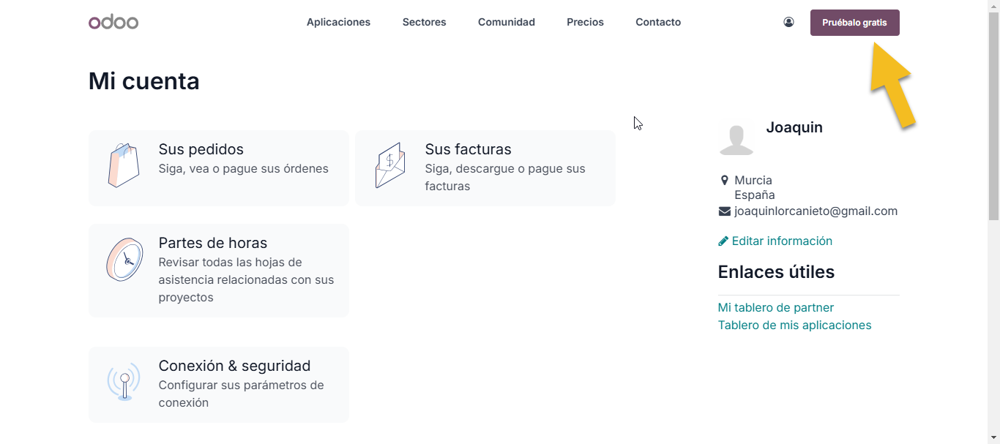 odoo
Aplicaciones
Sectores
Comunidad
Precios
Contacto
Pruébalo gratis
Mi cuenta
Sus pedidos
Siga, vea o pague sus órdenes
$
Sus facturas
Siga, descargue o pague sus
facturas
Partes de horas
Revisar todas las hojas de
asistencia relacionadas con sus
proyectos
Conexión & seguridad
Configurar sus parámetros de
conexión
Joaquin
Murcia
España
joaquinlorcanieto@gmail.com
Editar información
Enlaces útiles
Mi tablero de partner
Tablero de mis aplicaciones